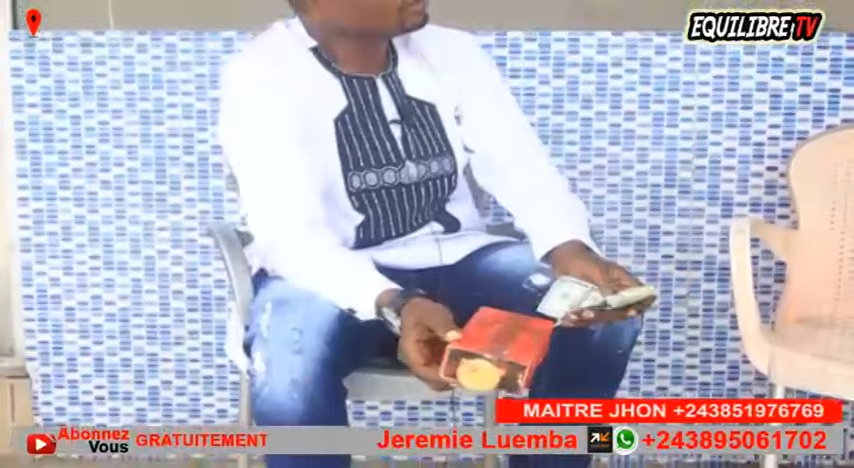 EQUILIBRE TV
MAITRE JHON +243851976769
Abonnez
Vous
GRATUITEMENT
Jeremie Luemba
+243895061702